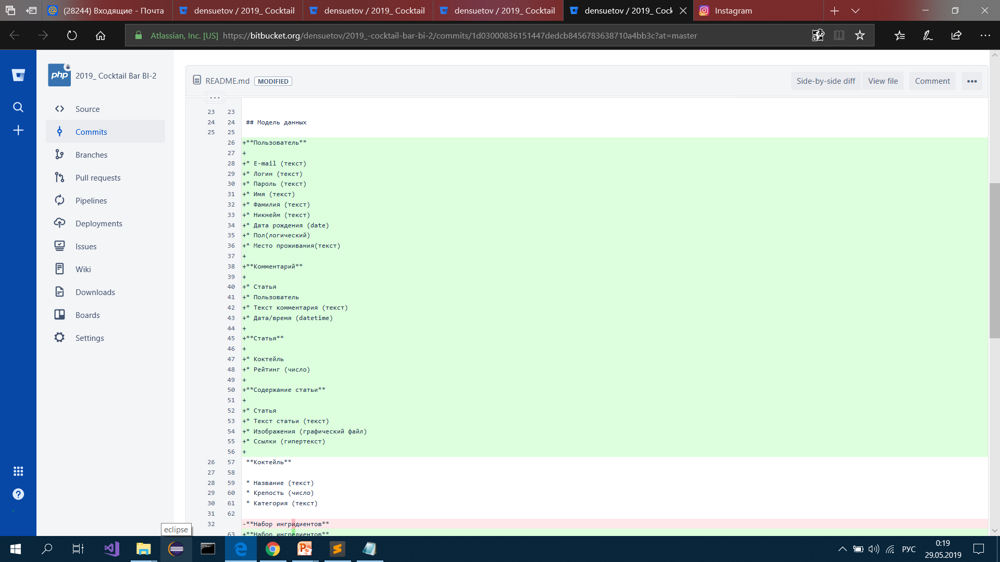 (28244) Входящие - Почта
densuetov / 2019_ Cocktail
densuetov / 2019_ Cocktail
densuetov / 2019_ Cocktail
densuetov / 2019_ Cock
Instagram
Atlassian, Inc. [US] https://bitbucket.org/densuetov/2019_-cocktail-bar-bi-2/commits/1d03000836151447dedcb8456783638710a4bb3c?at=master
php
2019_ Cocktail Bar BI-2
Source
Commits
Branches
Pull requests
Pipelines
Deployments
Issues
Wiki
Downloads
Boards
Settings
README.md MODIFIED
Side-by-side diff
View file
Comment
23 23
24 24 ## Модель данных
25 25
26 +**Пользователь**
27 +
28 +* E-mail (текст)
29 +* Логин (текст)
30 +* Пароль (текст)
31 +* Имя (текст)
32 +* Фамилия (текст)
33 +* Никнейм (текст)
34 +* Дата рождения (date)
35 +* Пол(логический)
36 +* Место проживания(текст)
37 +
38 +**Комментарий**
39 +
40 +* Статья
41 +* Пользователь
42 +* Текст комментария (текст)
43 +* Дата/время (datetime)
44 +
45 +**Статья**
46 +
47 +* Коктейль
48 +* Рейтинг (число)
49 +
50 +**Содержание статьи**
51 +
52 +* Статья
53 +* Текст статьи (текст)
54 +* Изображения (графический файл)
55 +* Ссылки (гипертекст)
56 +
26 57 **Коктейль**
27 58
28 59 * Название (текст)
29 60 * Крепость (число)
30 61 * Категория (текст)
31 62
32 -**Набор ингридиентов**
63 +**Набор ингредиентов**
eclipse
РУС
0:19
29.05.2019